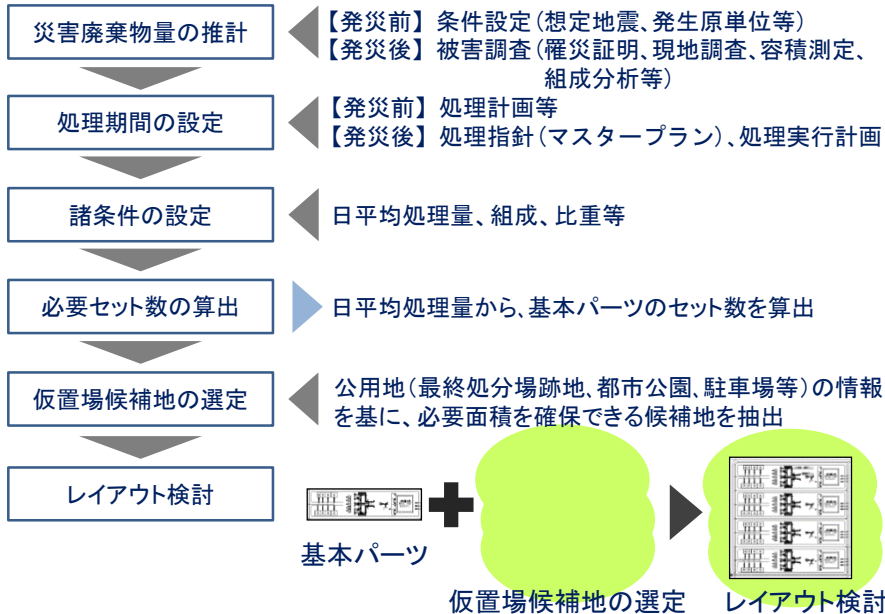 災害廃棄物量の推計
【発災前】 条件設定(想定地震、発生原単位等)
【発災後】 被害調査(罹災証明、現地調査、容積測定、
組成分析等)
処理期間の設定
【発災前】 処理計画等
【発災後】 処理指針(マスタープラン)、処理実行計画
諸条件の設定
日平均処理量、組成、比重等
必要セット数の算出
日平均処理量から、基本パーツのセット数を算出
仮置場候補地の選定
公用地(最終処分場跡地、都市公園、駐車場等)の情報
を基に、必要面積を確保できる候補地を抽出
レイアウト検討
基本パーツ
仮置場候補地の選定
レイアウト検討